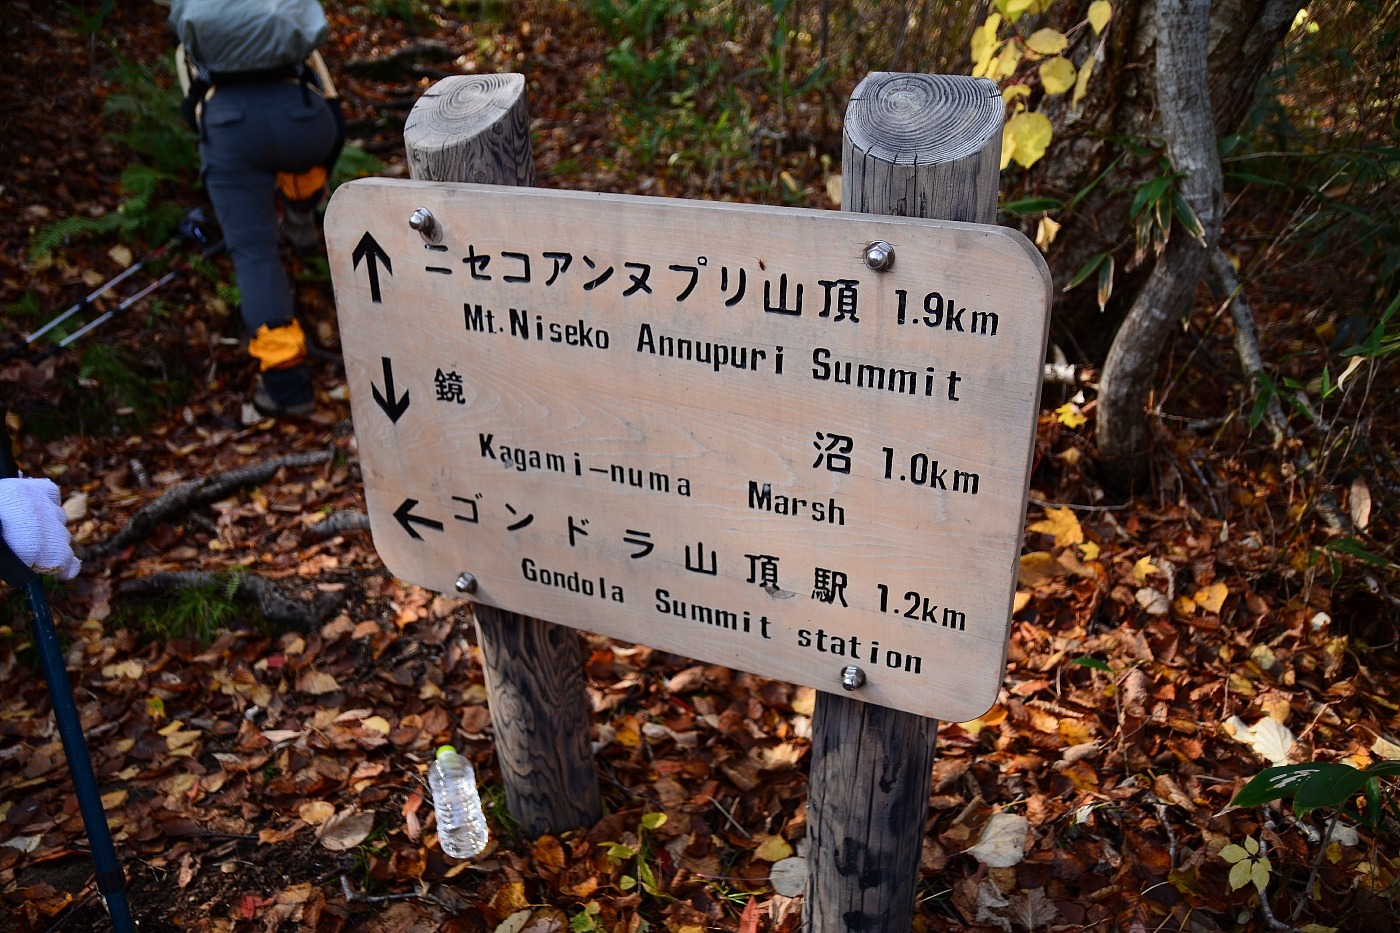 ↑ ニセコアンヌプリ山頂 1.9km
Mt.Niseko Annupuri Summit
↓ 鏡 沼 1.0km
Kagami-numa Marsh
← ゴンドラ山頂駅 1.2km
Gondola Summit station